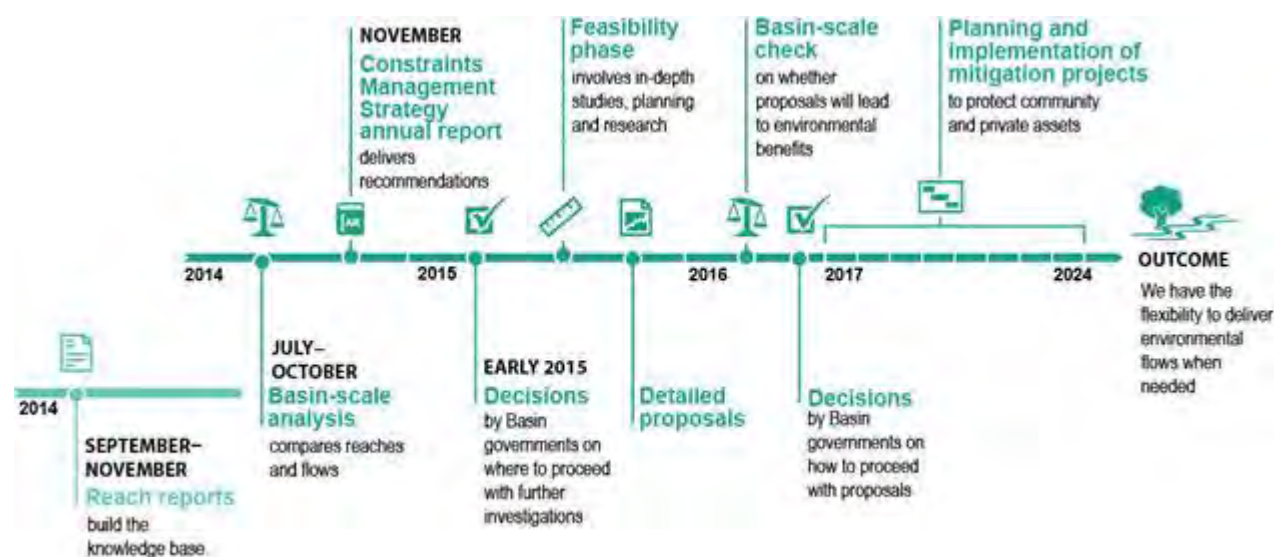 NOVEMBER
Constraints
Management
Strategy
annual report
delivers
recommendations
Feasibility
phase
involves in-depth
studies, planning
and research
Basin-scale
check
on whether
proposals will lead
to environmental
benefits
Planning and
implementation of
mitigation projects
to protect community
and private assets
AR
2014
2015
2016
2017
2024
OUTCOME
We have the
flexibility to deliver
environmental
flows when
needed
2014
SEPTEMBER–
NOVEMBER
Reach reports
build the
knowledge base
JULY–
OCTOBER
Basin-scale
analysis
compares reaches
and flows
EARLY 2015
Decisions
by Basin
governments on
where to proceed
with further
investigations
Detailed
proposals
Decisions
by Basin
governments on
how to proceed
with proposals